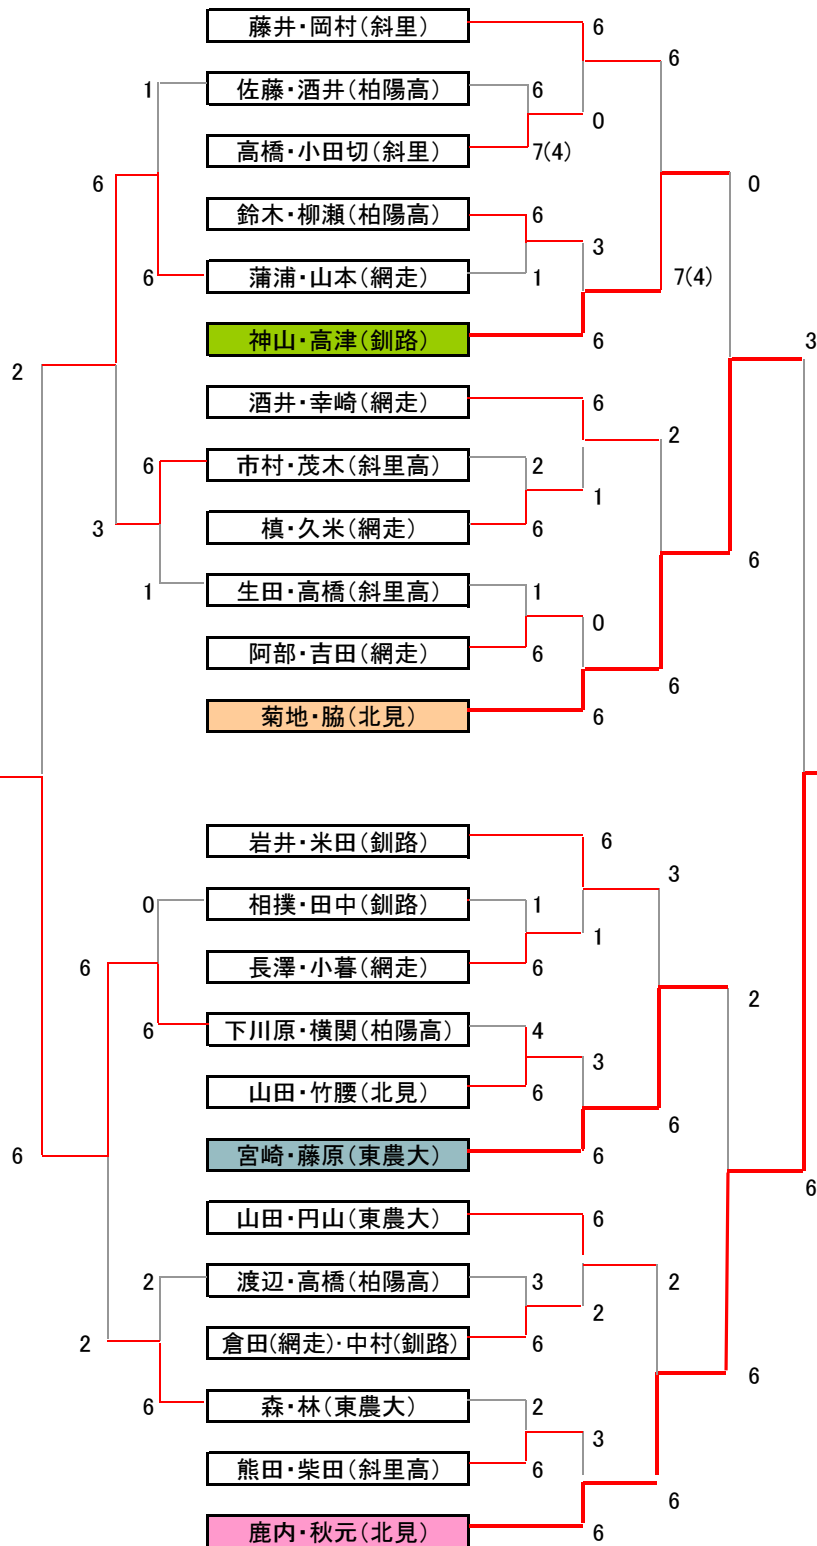 藤井・岡村(斜里)
6
6
1
佐藤・酒井(柏陽高)
6
0
高橋・小田切(斜里)
7(4)
6
0
鈴木・柳瀬(柏陽高)
6
3
6
蒲浦・山本(網走)
1
7(4)
神山・高津(釧路)
6
3
2
酒井・幸崎(網走)
6
2
6
市村・茂木(斜里高)
2
1
3
槙・久米(網走)
6
6
1
生田・高橋(斜里高)
1
0
阿部・吉田(網走)
6
6
菊地・脇(北見)
6
岩井・米田(釧路)
6
3
0
相撲・田中(釧路)
1
1
6
長澤・小暮(網走)
6
2
6
下川原・横関(柏陽高)
4
3
山田・竹腰(北見)
6
6
6
宮崎・藤原(東農大)
6
6
山田・円山(東農大)
6
2
渡辺・高橋(柏陽高)
3
2
2
2
倉田(網走)・中村(釧路)
6
6
6
森・林(東農大)
2
3
熊田・柴田(斜里高)
6
6
鹿内・秋元(北見)
6